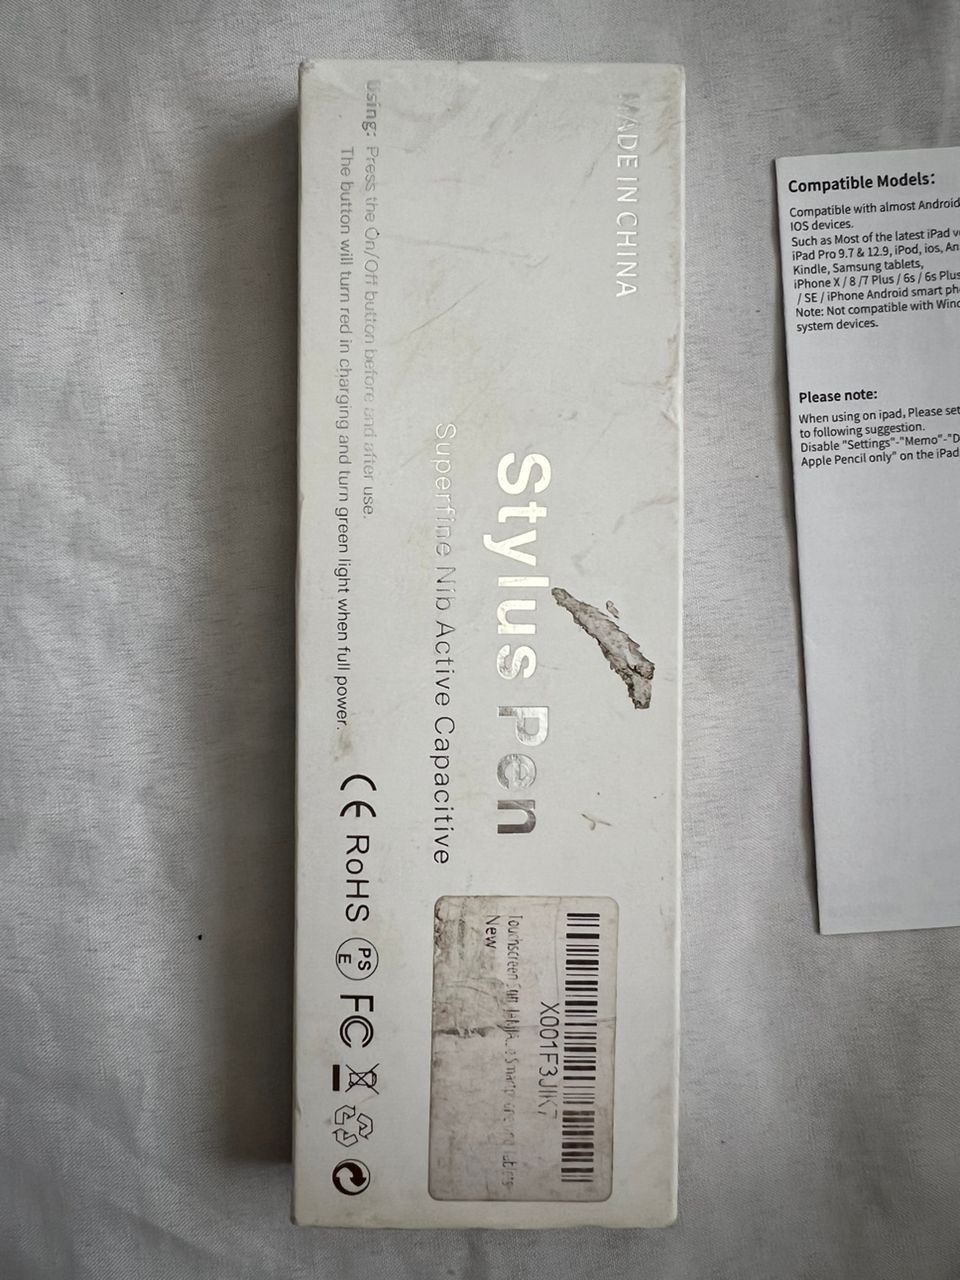 MADE IN CHINA
Stylus Pen
Superfine Nib Active Capacitive
Using: Press the On/Off button before and after use.
The button will turn red in charging and turn green light when full power.
CE RoHS PS E FC
X001F3JIK7
Touchscreen
New
Compatible Models:
Compatible with almost Android
IOS devices.
Such as Most of the latest iPad
iPad Pro 9.7 & 12.9, iPod, ios,
Kindle, Samsung tablets,
iPhone X / 8 /7 Plus / 6s / 6s Plus
/ SE / iPhone Android smart
Note: Not compatible with
system devices.
Please note:
When using on ipad, Please set
to following suggestion.
Disable "Settings"-"Memo"-
Apple Pencil only" on the iPad